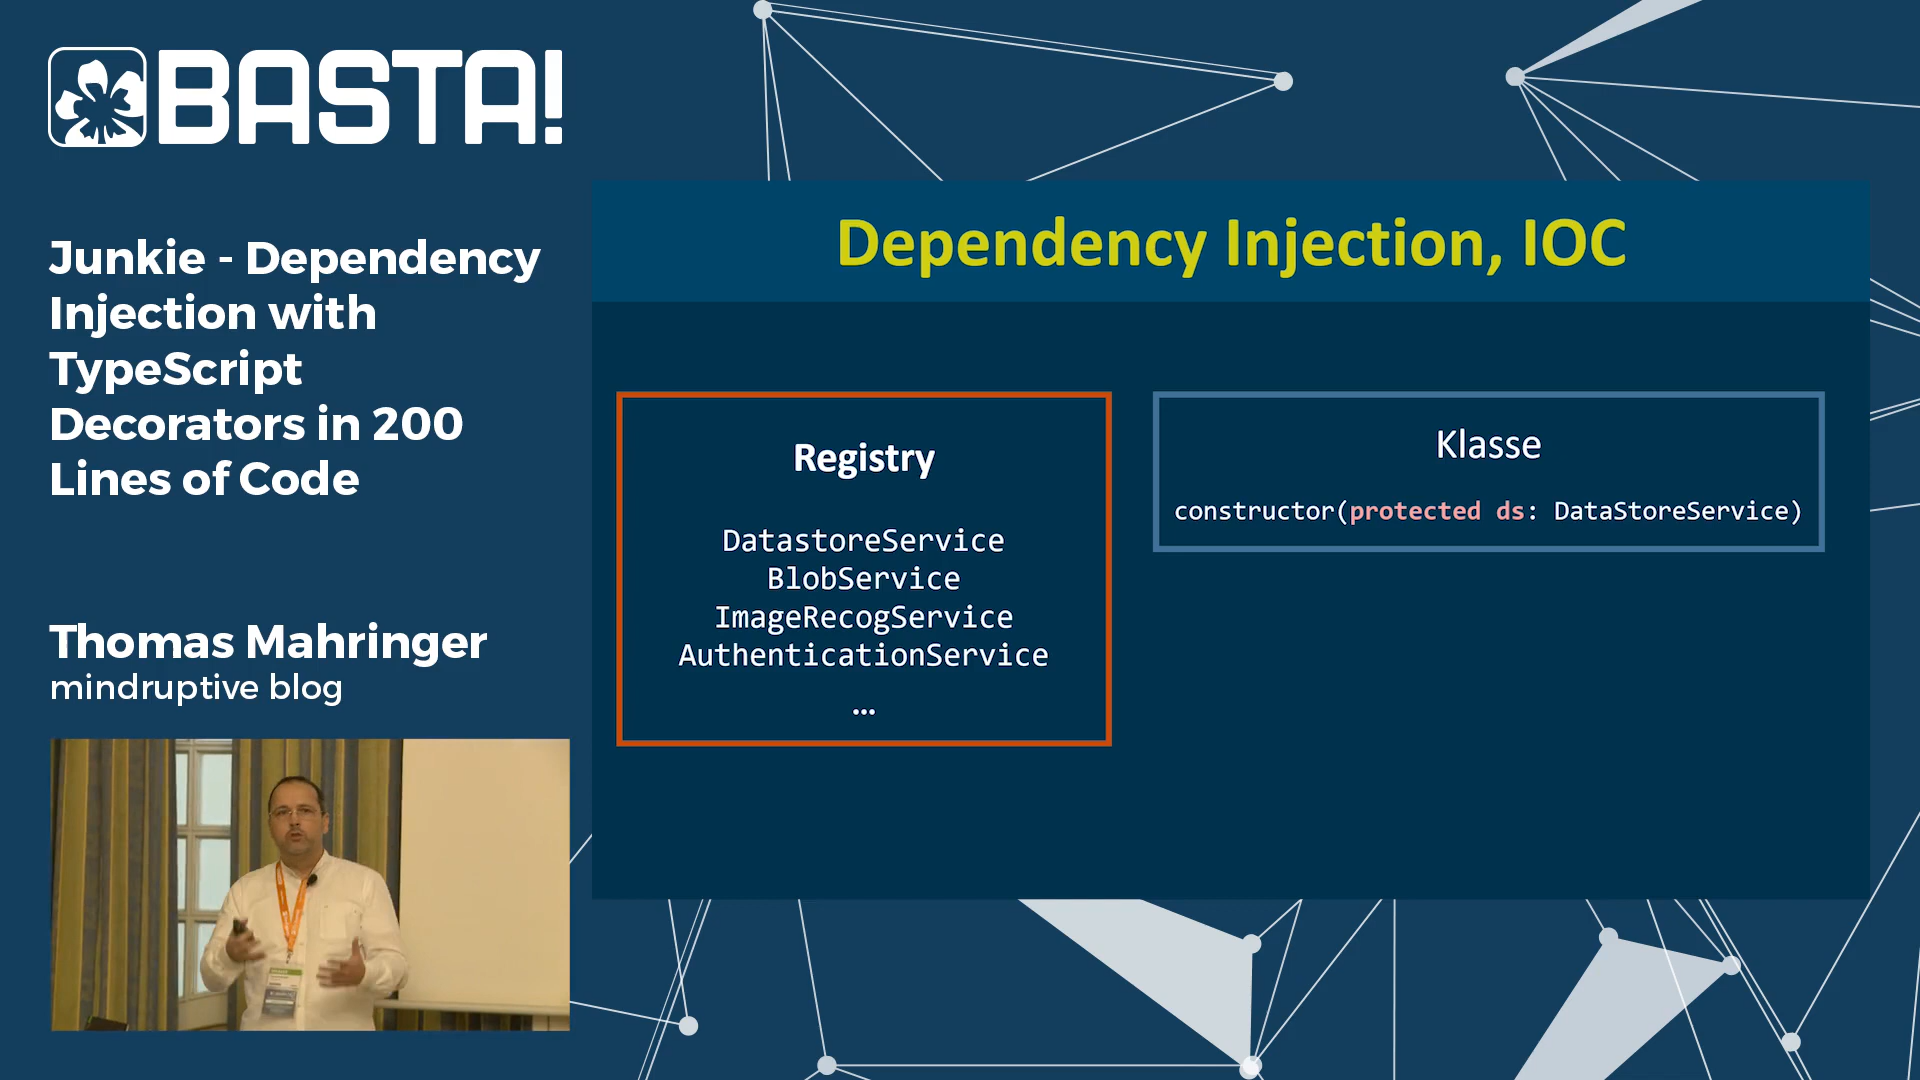 BASTA!
Junkie - Dependency
Injection with
TypeScript
Decorators in 200
Lines of Code
Thomas Mahringer
mindruptive blog
Dependency Injection, IOC
Registry
DatastoreService
BlobService
ImageRecogService
AuthenticationService
...
Klasse
constructor(protected ds: DataStoreService)